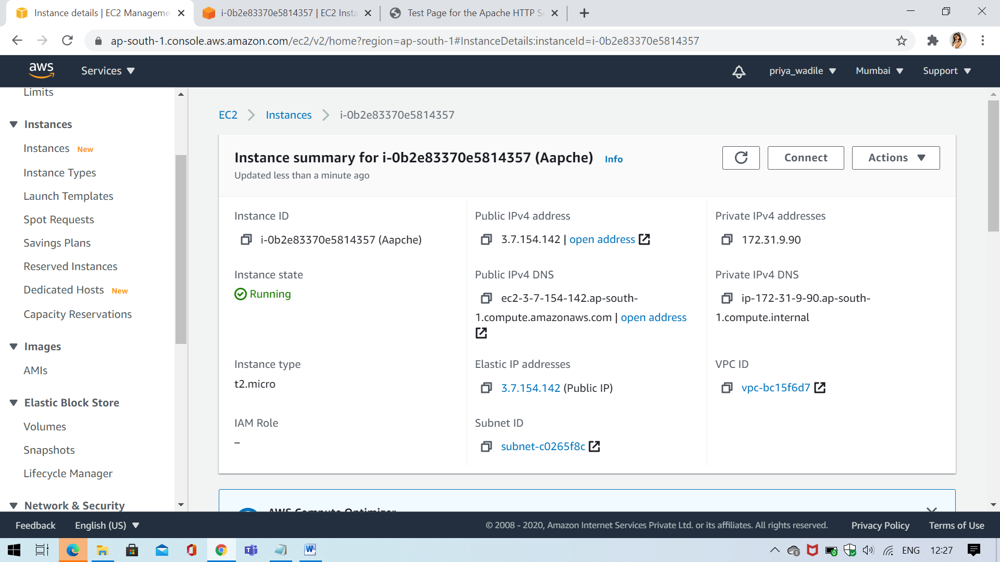 Instance details | EC2 Manageme
i-0b2e83370e5814357 | EC2 Insta
Test Page for the Apache HTTP Se
ap-south-1.console.aws.amazon.com/ec2/v2/home?region=ap-south-1#InstanceDetails:instanceId=i-0b2e83370e5814357
aws
Services
priya_wadile
Mumbai
Support
Limits
Instances
Instances New
Instance Types
Launch Templates
Spot Requests
Savings Plans
Reserved Instances
Dedicated Hosts New
Capacity Reservations
Images
AMIs
Elastic Block Store
Volumes
Snapshots
Lifecycle Manager
Network & Security
EC2 > Instances > i-0b2e83370e5814357
Instance summary for i-0b2e83370e5814357 (Aapche) Info
Updated less than a minute ago
Connect
Actions
Instance ID
i-0b2e83370e5814357 (Aapche)
Public IPv4 address
3.7.154.142 | open address
Private IPv4 addresses
172.31.9.90
Instance state
Running
Public IPv4 DNS
ec2-3-7-154-142.ap-south-
1.compute.amazonaws.com | open address
Private IPv4 DNS
ip-172-31-9-90.ap-south-
1.compute.internal
Instance type
t2.micro
Elastic IP addresses
3.7.154.142 (Public IP)
VPC ID
vpc-bc15f6d7
IAM Role
–
Subnet ID
subnet-c0265f8c
AWS Compute Optimizer
Feedback
English (US)
© 2008 - 2020, Amazon Internet Services Private Ltd. or its affiliates. All rights reserved.
Privacy Policy
Terms of Use
ENG
12:27